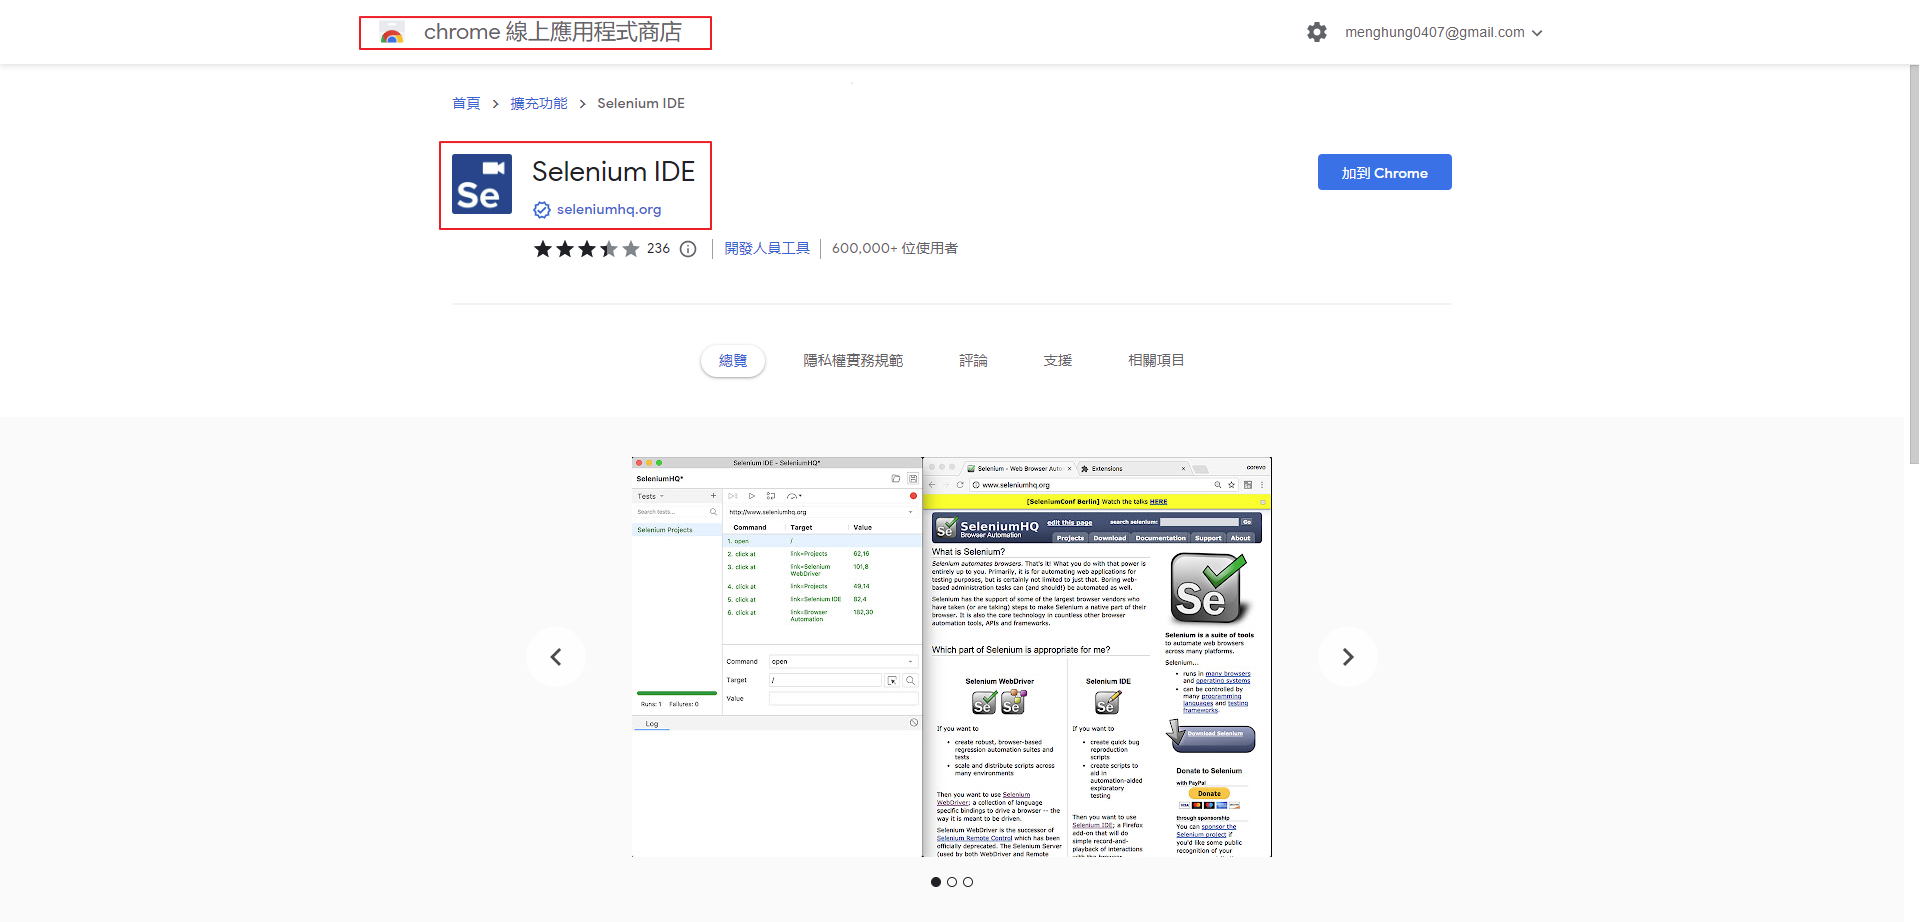 chrome 線上應用程式商店
menghung0407@gmail.com
首頁 > 擴充功能 > Selenium IDE
Se
Selenium IDE
seleniumhq.org
加到 Chrome
236
開發人員工具
600,000+ 位使用者
總覽
隱私權實務規範
評論
支援
相關項目
Selenium IDE - SeleniumHQ*
SeleniumHQ*
Tests
+
Search tests...
http://www.seleniumhq.org
Selenium Projects
Command Target Value
1. open /
2. click at link=Projects 62,16
3. click at link=Selenium WebDriver 101,8
4. click at link=Projects 49,14
5. click at link=Selenium IDE 82,4
6. click at link=Browser Automation 162,30
Command open
Target /
Value
Runs: 1 Failures: 0
Log
Selenium - Web Browser Auto
Extensions
corevo
www.seleniumhq.org
[SeleniumConf Berlin] Watch the talks HERE
SeleniumHQ
Browser Automation
edit this page
search selenium:
Go
Projects Download Documentation Support About
What is Selenium?
Selenium automates browsers. That's it! What you do with that power is
entirely up to you. Primarily, it is for automating web applications for
testing purposes, but is certainly not limited to just that. Boring web-
based administration tasks can (and should!) be automated as well.
Selenium has the support of some of the largest browser vendors who
have taken (or are taking) steps to make Selenium a native part of their
browser. It is also the core technology in countless other browser
automation tools, APIs and frameworks.
Which part of Selenium is appropriate for me?
Selenium WebDriver
Se Se
If you want to
• create robust, browser-based
regression automation suites and
tests
• scale and distribute scripts across
many environments
Then you want to use Selenium
WebDriver; a collection of language
specific bindings to drive a browser -- the
way it is meant to be driven.
Selenium WebDriver is the successor of
Selenium Remote Control which has been
officially deprecated. The Selenium Server
(used by both WebDriver and Remote
Selenium IDE
Se
If you want to
• create quick bug
reproduction
scripts
• create scripts to
aid in
automation-aided
exploratory
testing
Then you want to use
Selenium IDE; a Firefox
add-on that will do
simple record-and-
playback of interactions
with the browser.
Se
Selenium is a suite of tools
to automate web browsers
across many platforms.
Selenium...
• runs in many browsers
and operating systems
• can be controlled by
many programming
languages and testing
frameworks.
Download Selenium
Donate to Selenium
with PayPal
Donate
through sponsorship
You can sponsor the
Selenium project if
you'd like some public
recognition of your